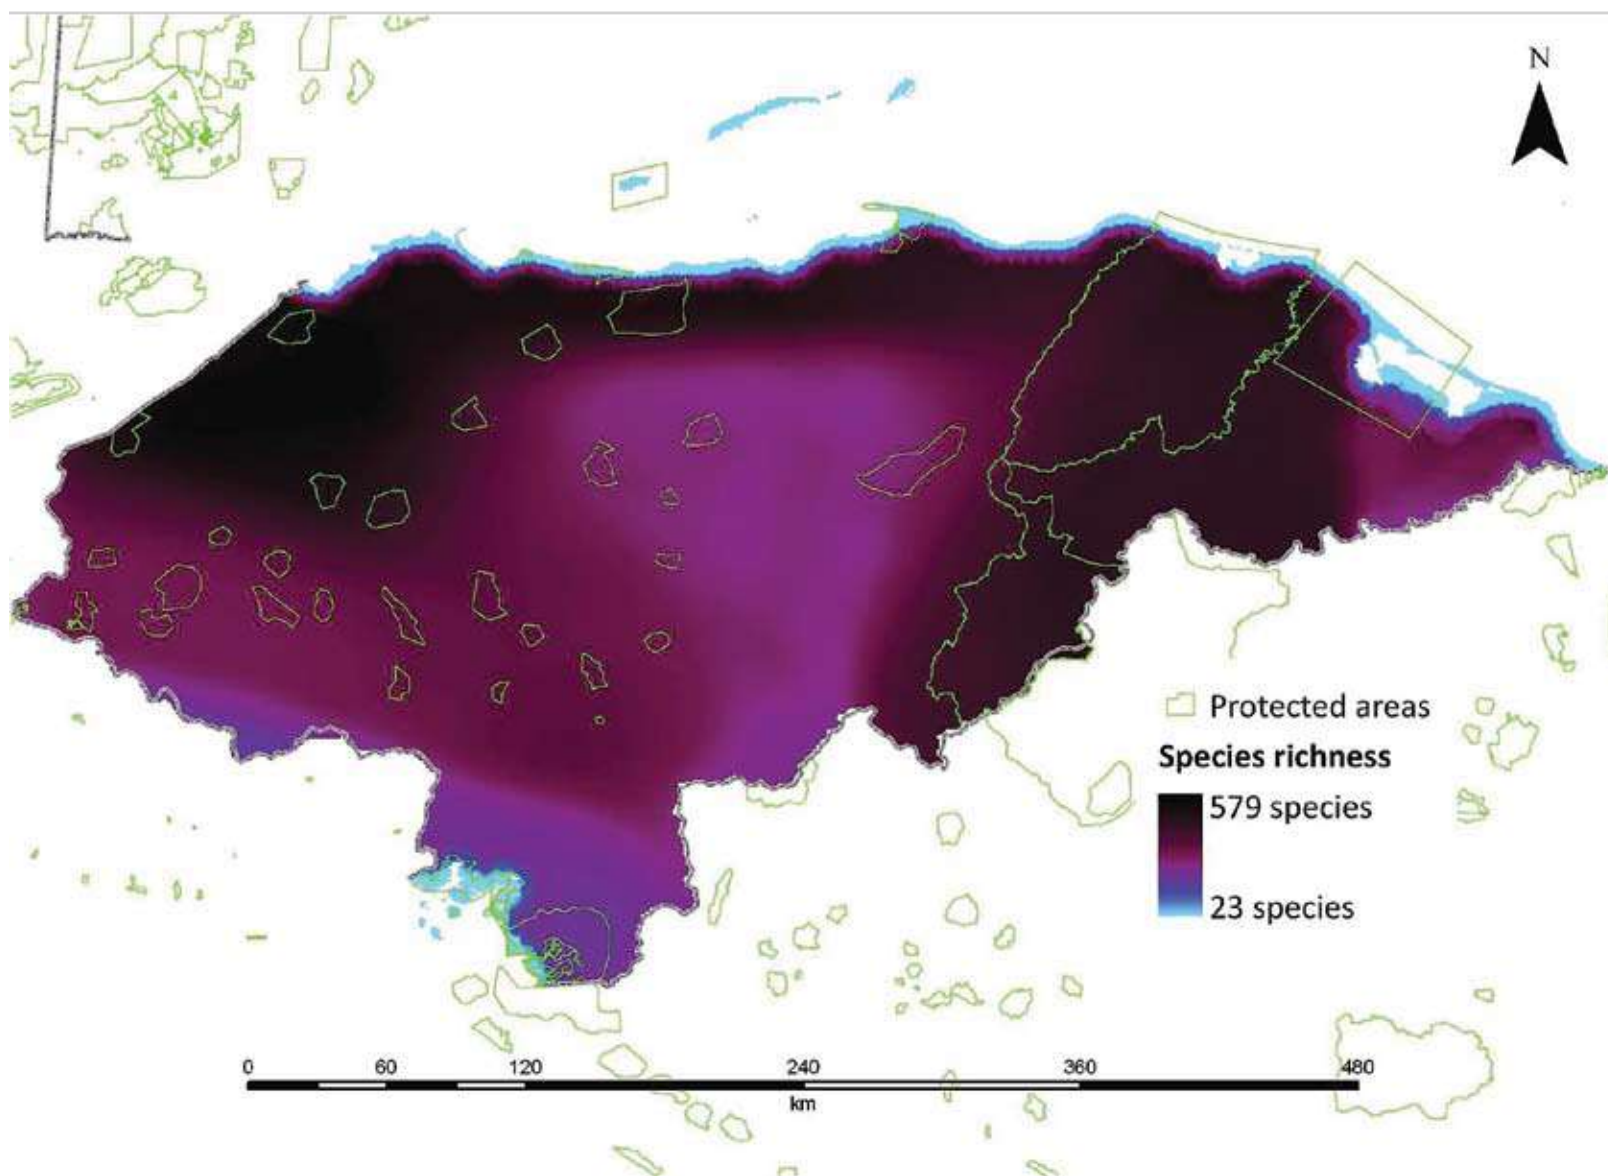 N
Protected areas
Species richness
579 species
23 species
0 60 120 240 360 480
km